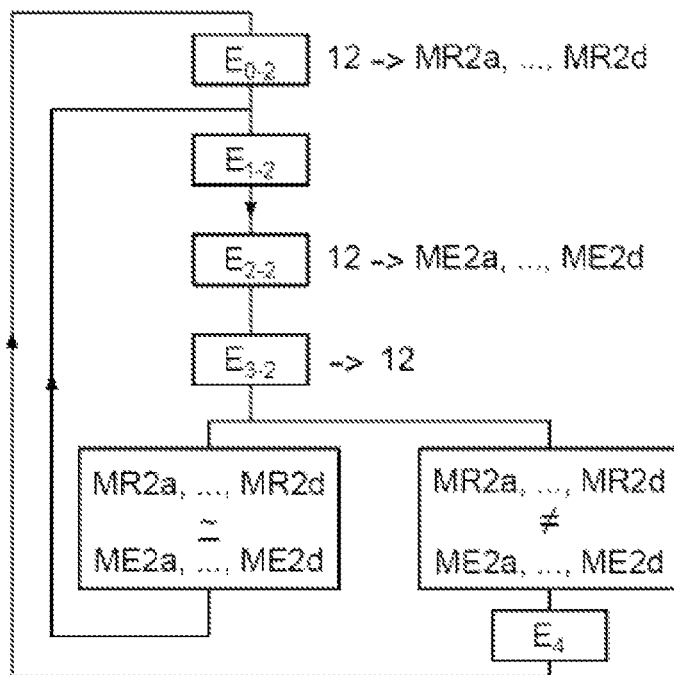 E₀₋₂ 12 -> MR2a, ..., MR2d
E₁₋₂
E₂₋₂ 12 -> ME2a, ..., ME2d
E₃₋₂ -> 12
MR2a, ..., MR2d
≃
ME2a, ..., ME2d
MR2a, ..., MR2d
≠
ME2a, ..., ME2d
E₄